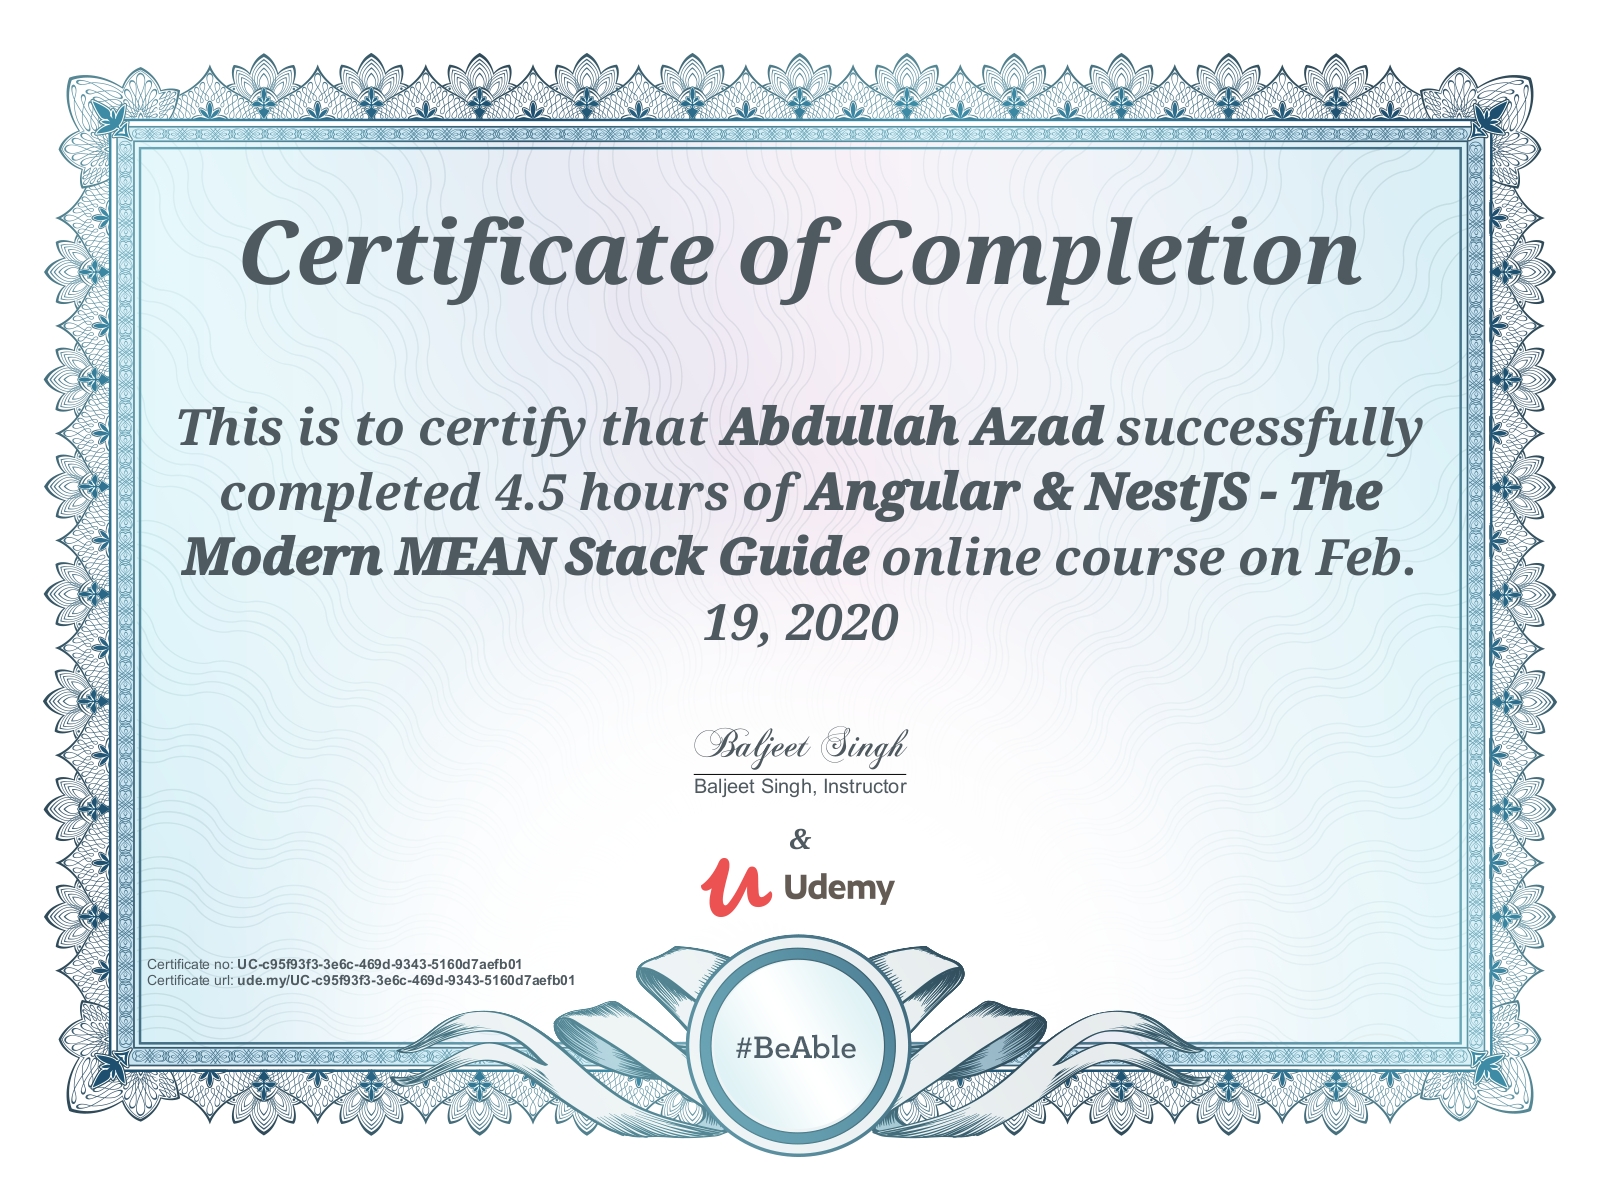 Certificate of Completion
This is to certify that Abdullah Azad successfully
completed 4.5 hours of Angular & NestJS - The
Modern MEAN Stack Guide online course on Feb.
19, 2020
Baljeet Singh
Baljeet Singh, Instructor
&
Udemy
Certificate no: UC-c95f93f3-3e6c-469d-9343-5160d7aefb01
Certificate url: ude.my/UC-c95f93f3-3e6c-469d-9343-5160d7aefb01
#BeAble